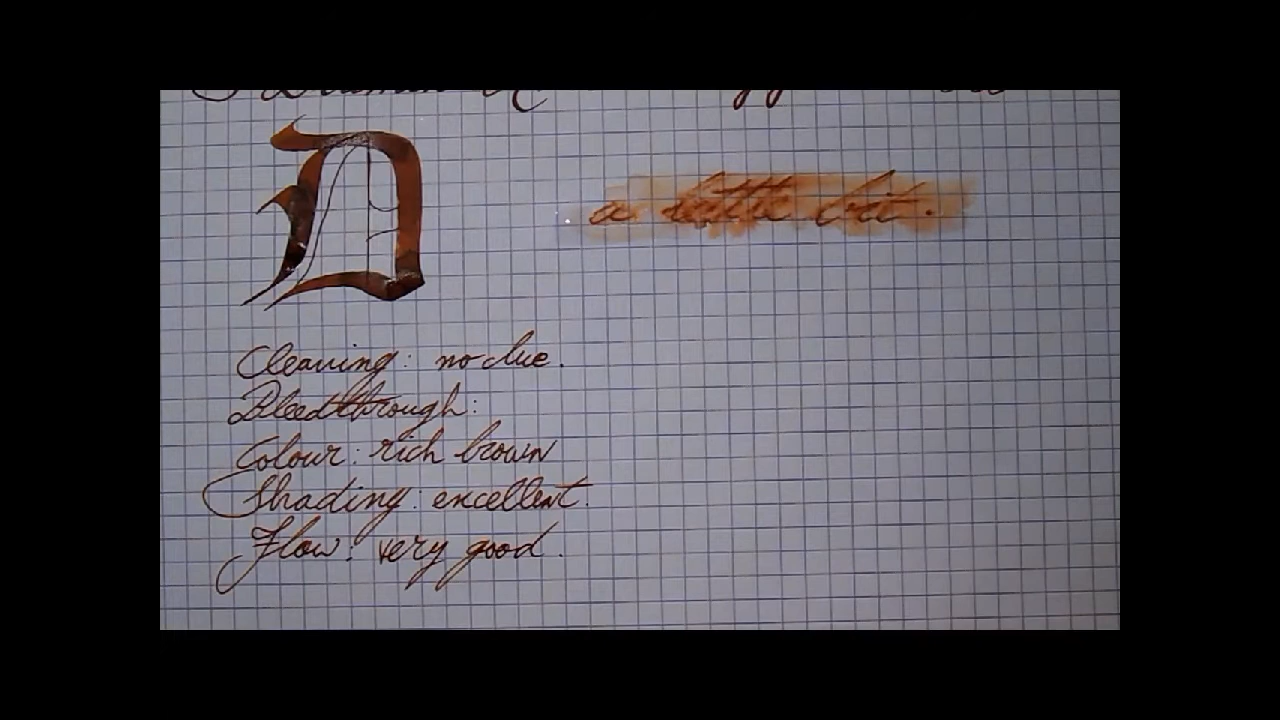 D
a little bit.
Cleaning: no clue.
Bleedthrough:
Colour: rich brown
Shading: excellent.
Flow: very good.